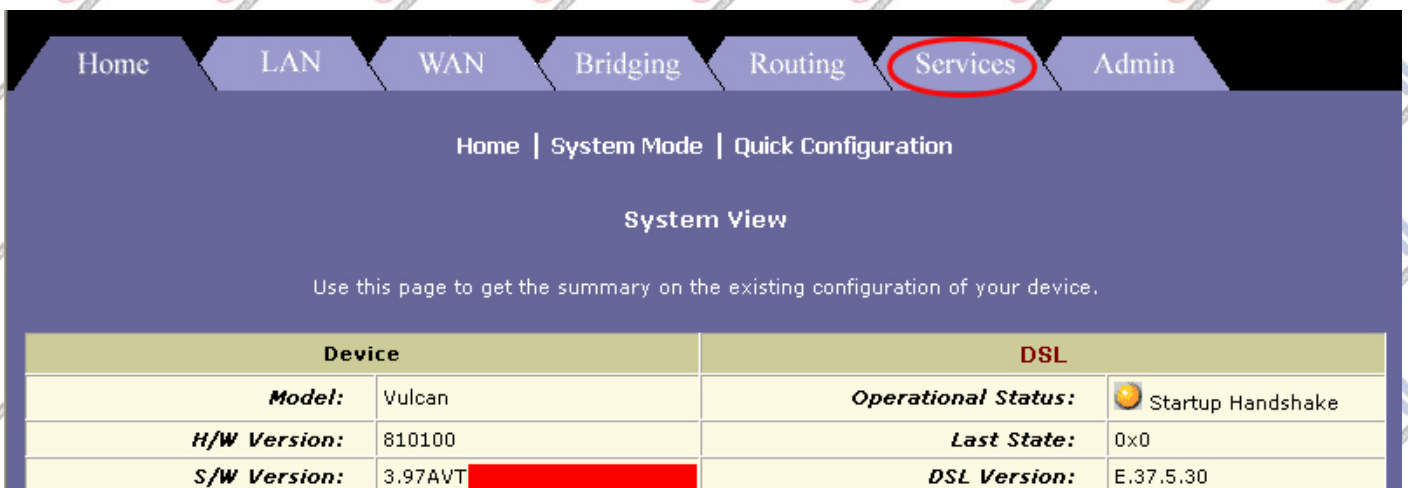 Home LAN WAN Bridging Routing Services Admin
Home | System Mode | Quick Configuration
System View
Use this page to get the summary on the existing configuration of your device.
Device DSL
Model: Vulcan Operational Status: Startup Handshake
H/W Version: 810100 Last State: 0x0
S/W Version: 3.97AVT DSL Version: E.37.5.30